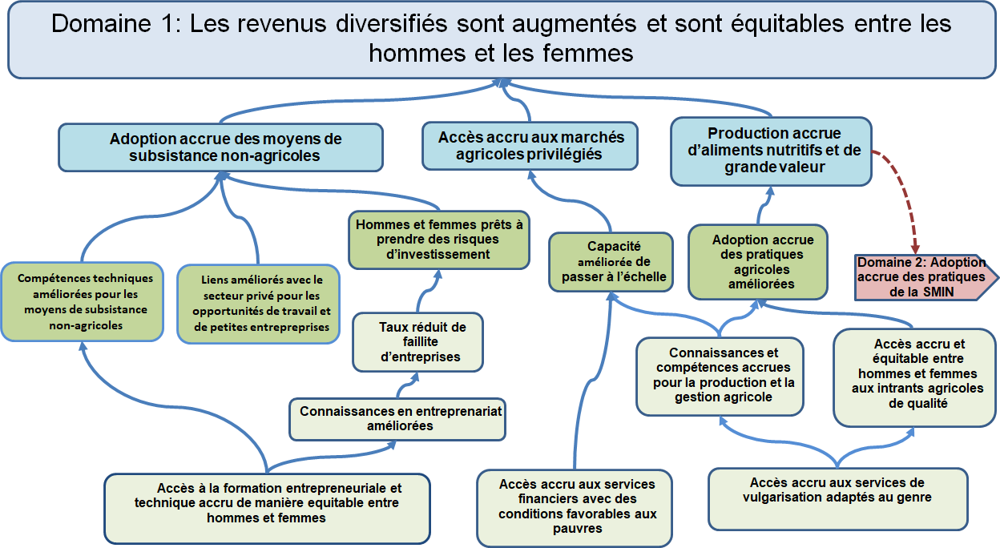 Domaine 1: Les revenus diversifiés sont augmentés et sont équitables entre les
hommes et les femmes
Adoption accrue des moyens de
subsistance non-agricoles
Accès accru aux marchés
agricoles privilégiés
Production accrue
d'aliments nutritifs et de
grande valeur
Hommes et femmes prêts à
prendre des risques
d'investissement
Capacité
améliorée de
passer à l'échelle
Adoption accrue
des pratiques
agricoles
améliorées
Domaine 2: Adoption
accrue des pratiques
de la SMIN
Compétences techniques
améliorées pour les
moyens de subsistance
non-agricoles
Liens améliorés avec le
secteur privé pour les
opportunités de travail et
de petites entrepreprises
Taux réduit de
faillite
d'entreprises
Connaissances et
compétences accrues
pour la production et la
gestion agricole
Accès accru et
équitable entre
hommes et femmes
aux intrants agricoles
de qualité
Connaissances en entreprenariat
améliorées
Accès à la formation entrepreneuriale et
technique accru de manière equitable entre
hommes et femmes
Accès accru aux services
financiers avec des
conditions favorables aux
pauvres
Accès accru aux services de
vulgarisation adaptés au genre